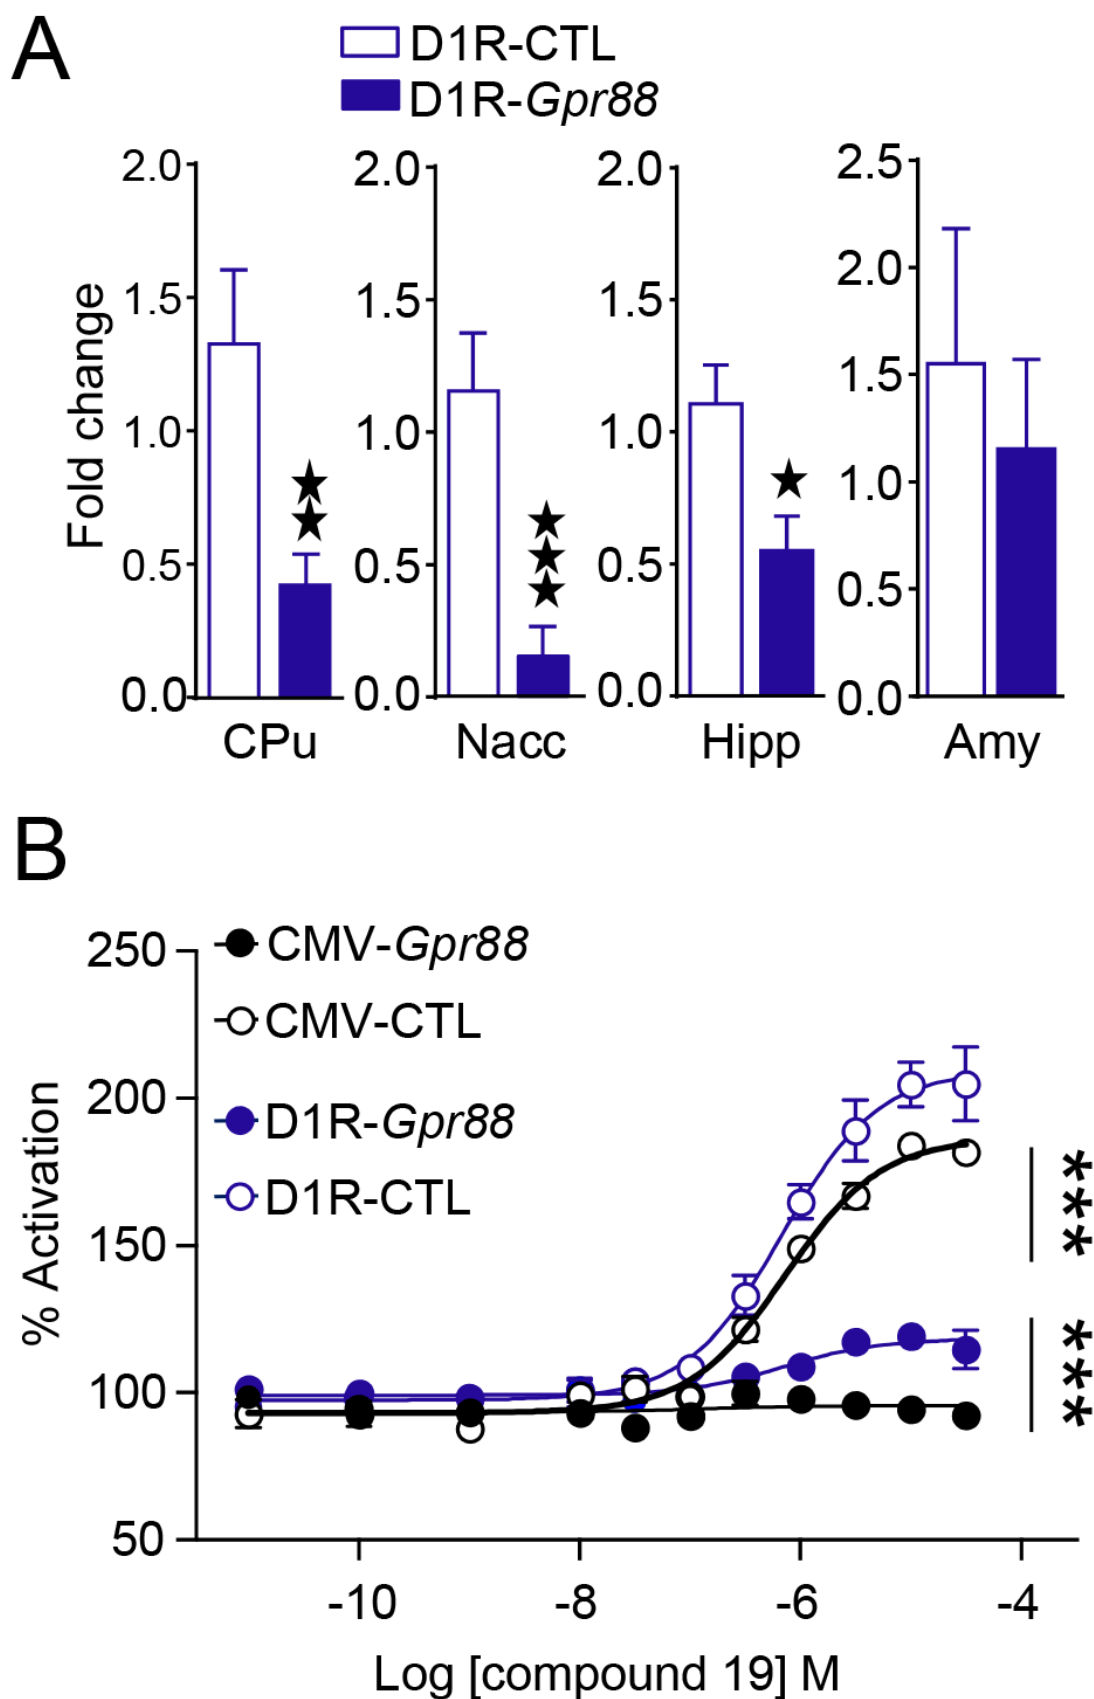 A
D1R-CTL
D1R-Gpr88
Fold change
2.0
1.5
1.0
0.5
0.0
CPu
2.0
1.5
1.0
0.5
0.0
Nacc
2.0
1.5
1.0
0.5
0.0
Hipp
2.5
2.0
1.5
1.0
0.5
0.0
Amy
★★
★★★
★
B
CMV-Gpr88
CMV-CTL
D1R-Gpr88
D1R-CTL
% Activation
250
200
150
100
50
-10 -8 -6 -4
Log [compound 19] M
***
***